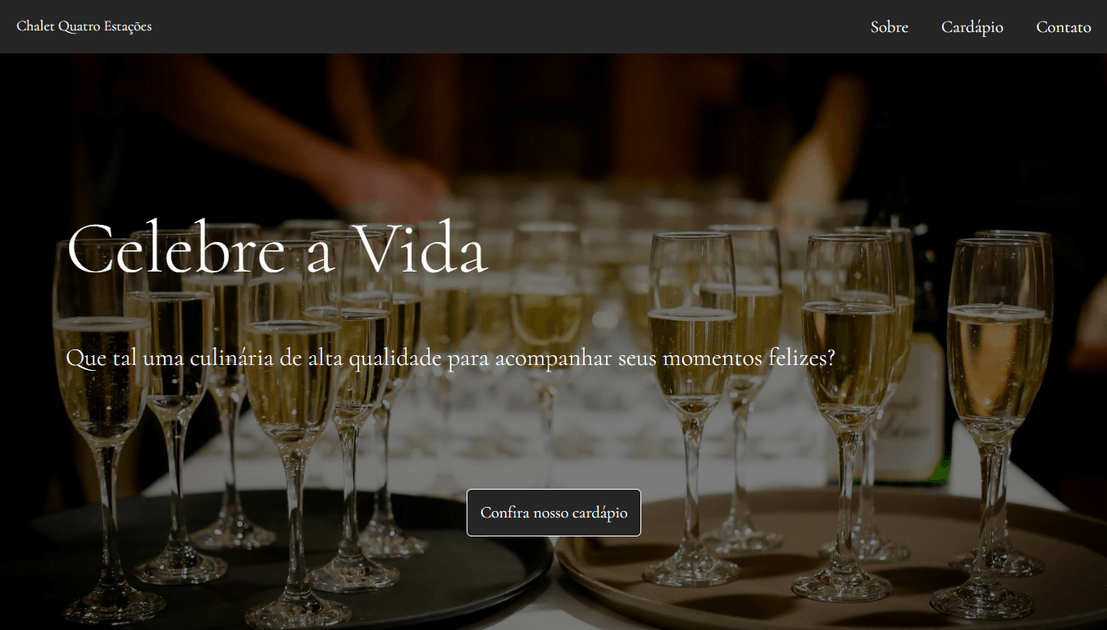 Chalet Quatro Estações
Sobre
Cardápio
Contato
Celebre a Vida
Que tal uma culinária de alta qualidade para acompanhar seus momentos felizes?
Confira nosso cardápio